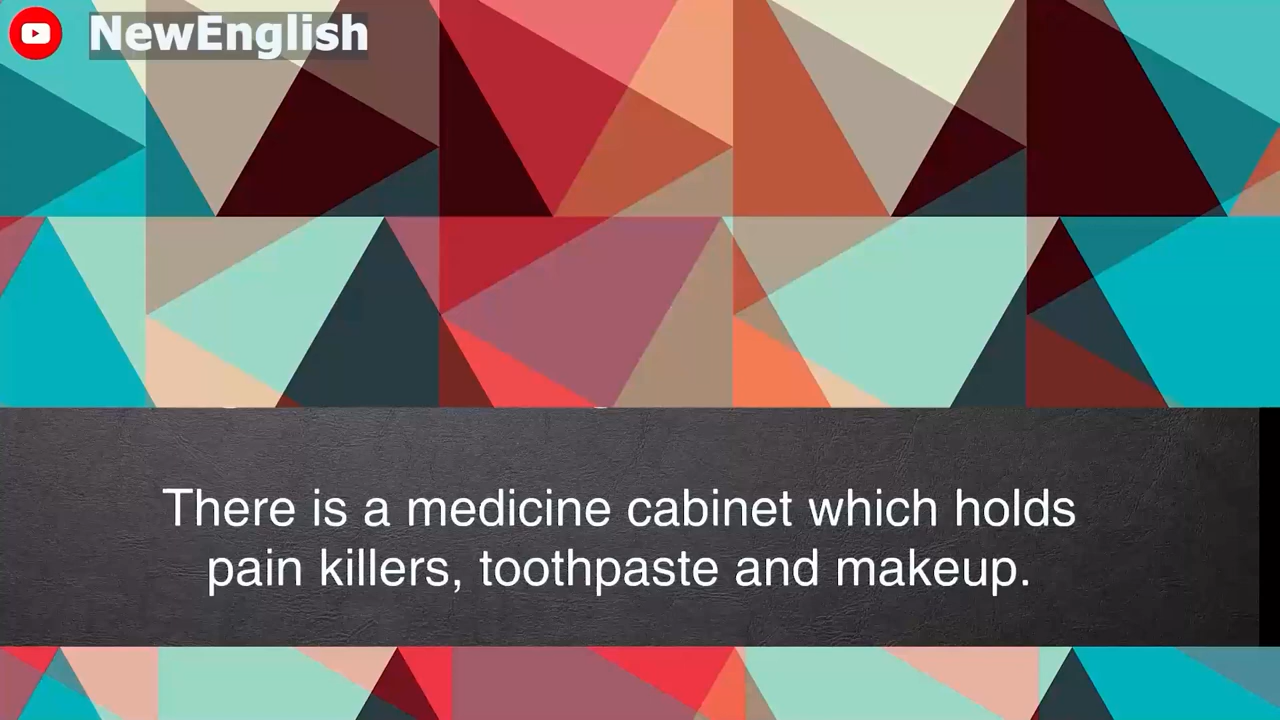 NewEnglish
There is a medicine cabinet which holds
pain killers, toothpaste and makeup.